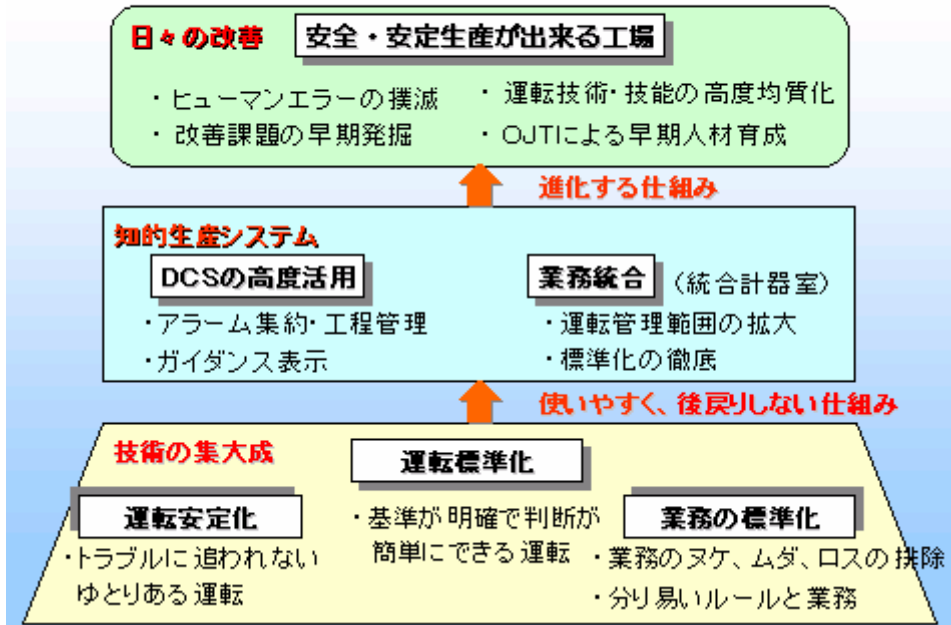 日々の改善
安全・安定生産が出来る工場
・ヒューマンエラーの撲滅
・改善課題の早期発掘
・運転技術・技能の高度均質化
・OJTIによる早期人材育成
進化する仕組み
知的生産システム
DCSの高度活用
・アラーム集約・工程管理
・ガイダンス表示
業務統合（統合計器室）
・運転管理範囲の拡大
・標準化の徹底
使いやすく、後戻りしない仕組み
技術の集大成
運転安定化
・トラブルに追われない
ゆとりある運転
運転標準化
・基準が明確で判断が
簡単にできる運転
業務の標準化
・業務のヌケ、ムダ、ロスの排除
・分り易いルールと業務